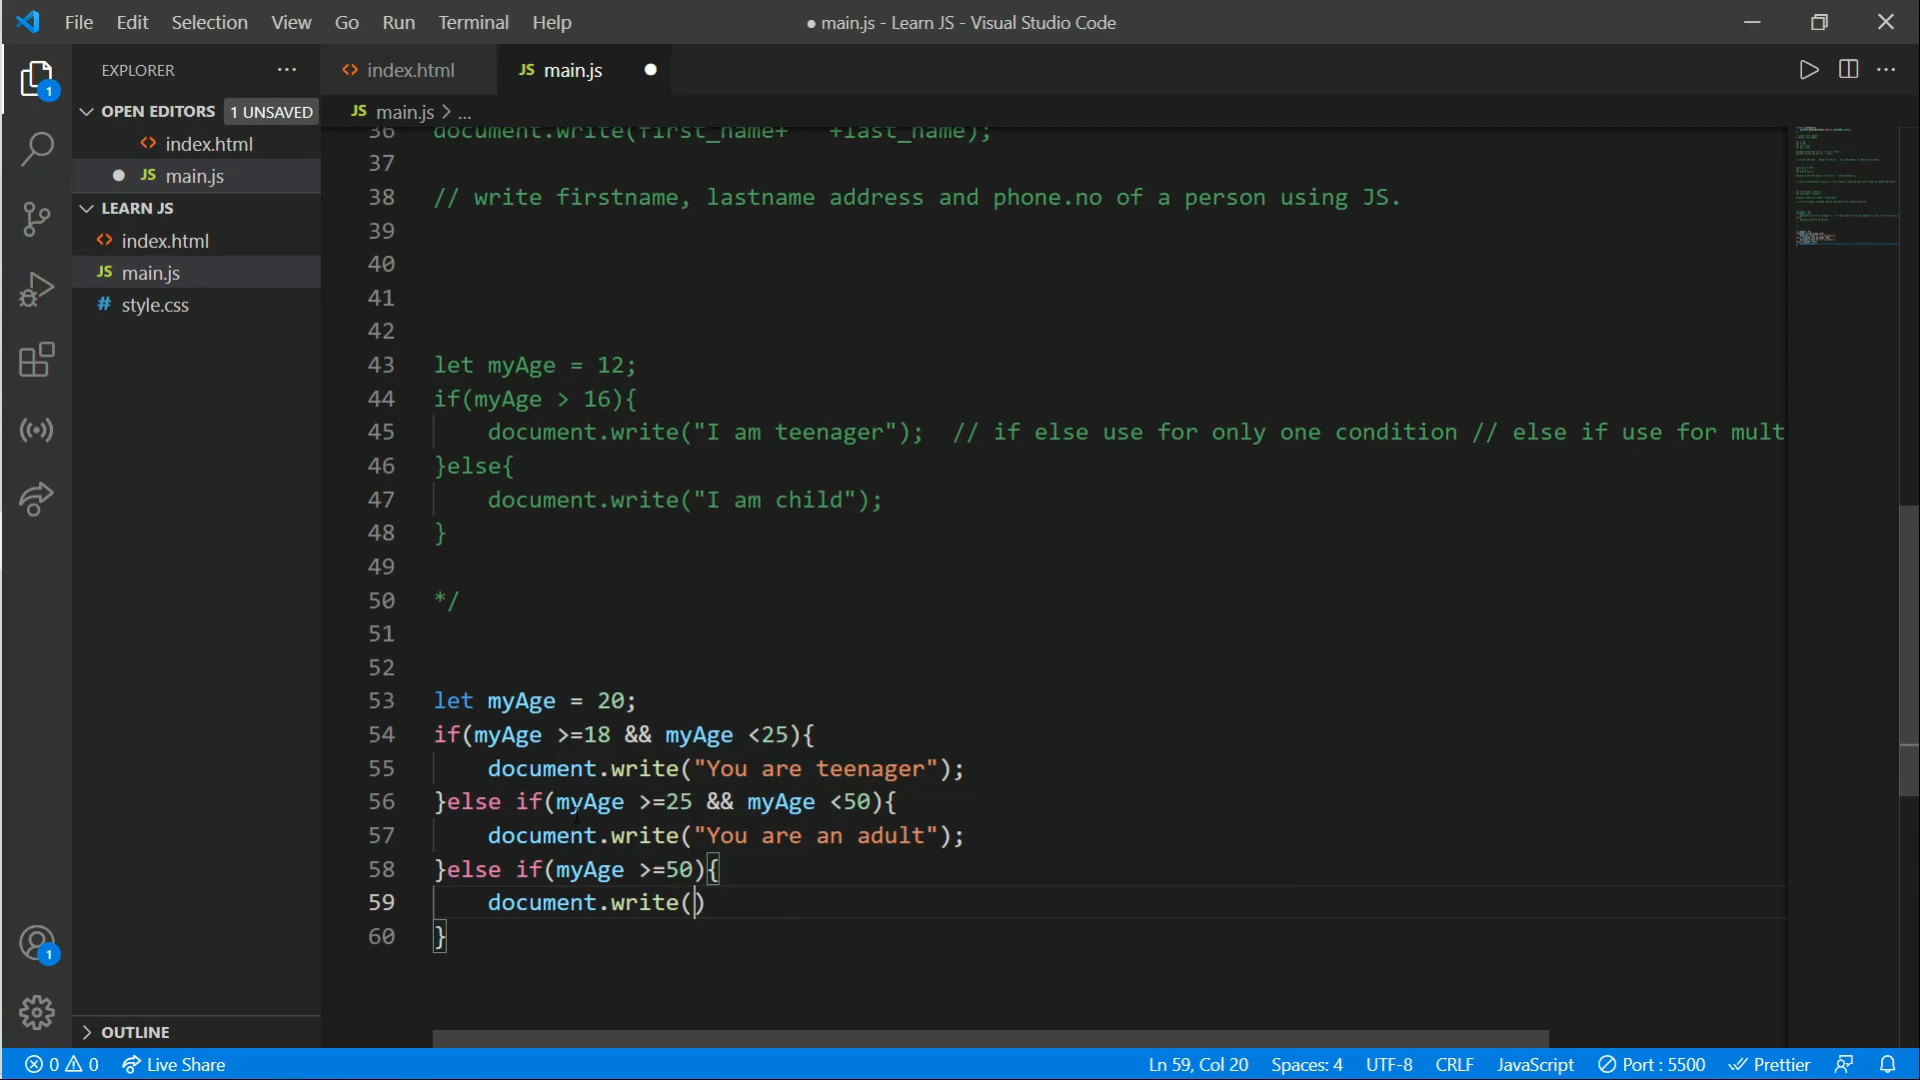 File Edit Selection View Go Run Terminal Help
● main.js - Learn JS - Visual Studio Code
EXPLORER
OPEN EDITORS 1 UNSAVED
index.html
JS main.js
LEARN JS
index.html
JS main.js
# style.css
OUTLINE
1
1
index.html
JS main.js
JS main.js > ...
36 document.write(first_name+ +last_name);
37
38 // write firstname, lastname address and phone.no of a person using JS.
39
40
41
42
43 let myAge = 12;
44 if(myAge > 16){
45 document.write("I am teenager"); // if else use for only one condition // else if use for mult
46 }else{
47 document.write("I am child");
48 }
49
50 */
51
52
53 let myAge = 20;
54 if(myAge >=18 && myAge <25){
55 document.write("You are teenager");
56 }else if(myAge >=25 && myAge <50){
57 document.write("You are an adult");
58 }else if(myAge >=50){
59 document.write()
60 }
0 0 Live Share
Ln 59, Col 20 Spaces: 4 UTF-8 CRLF JavaScript Port : 5500 Prettier